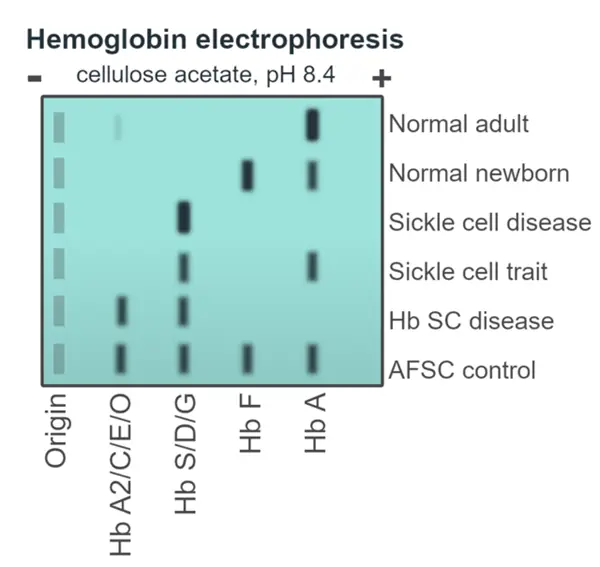 Hemoglobin electrophoresis
- cellulose acetate, pH 8.4 +
Normal adult
Normal newborn
Sickle cell disease
Sickle cell trait
Hb SC disease
AFSC control
Origin
Hb A2/C/E/O
Hb S/D/G
Hb F
Hb A